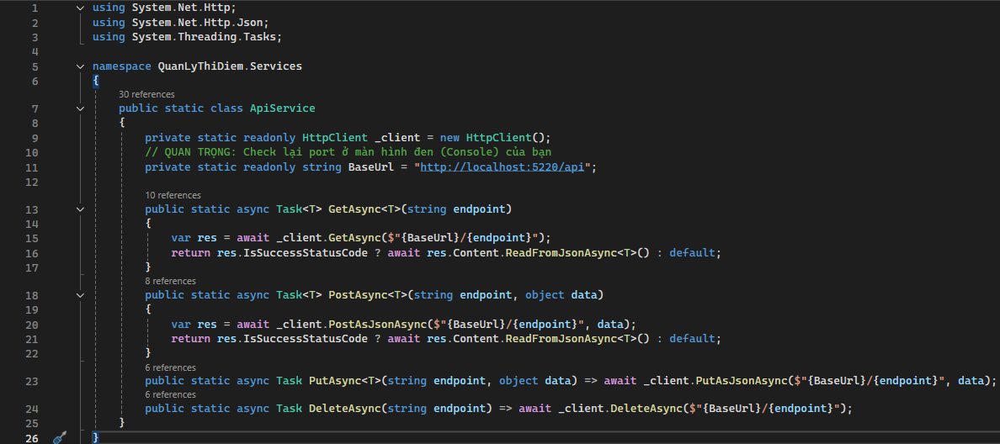 1 using System.Net.Http;
2 using System.Net.Http.Json;
3 using System.Threading.Tasks;
4
5 namespace QuanLyThiDiem.Services
6 {
30 references
7 public static class ApiService
8 {
9 private static readonly HttpClient _client = new HttpClient();
10 // QUAN TRỌNG: Check lại port ở màn hình đen (Console) của bạn
11 private static readonly string BaseUrl = "http://localhost:5220/api";
12
10 references
13 public static async Task<T> GetAsync<T>(string endpoint)
14 {
15 var res = await _client.GetAsync($"{BaseUrl}/{endpoint}");
16 return res.IsSuccessStatusCode ? await res.Content.ReadFromJsonAsync<T>() : default;
17 }
8 references
18 public static async Task<T> PostAsync<T>(string endpoint, object data)
19 {
20 var res = await _client.PostAsJsonAsync($"{BaseUrl}/{endpoint}", data);
21 return res.IsSuccessStatusCode ? await res.Content.ReadFromJsonAsync<T>() : default;
22 }
6 references
23 public static async Task PutAsync<T>(string endpoint, object data) => await _client.PutAsJsonAsync($"{BaseUrl}/{endpoint}", data);
6 references
24 public static async Task DeleteAsync(string endpoint) => await _client.DeleteAsync($"{BaseUrl}/{endpoint}");
25 }
26 }